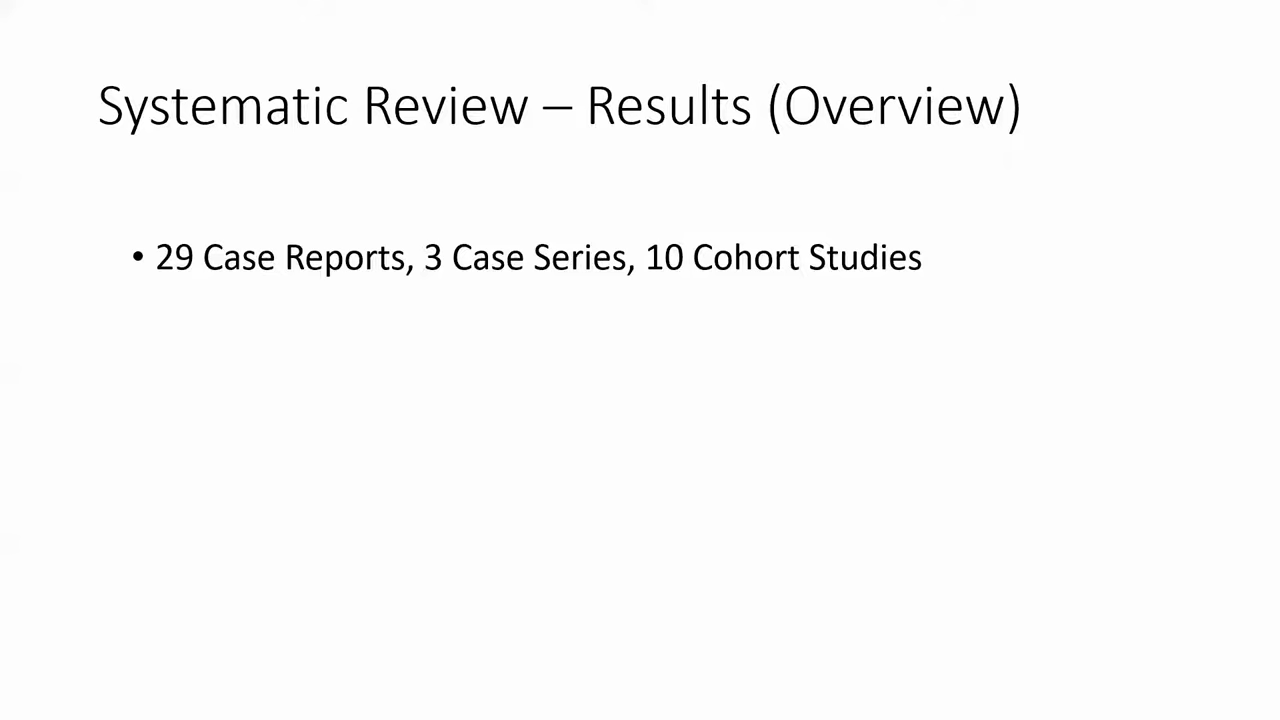 Systematic Review – Results (Overview)
• 29 Case Reports, 3 Case Series, 10 Cohort Studies